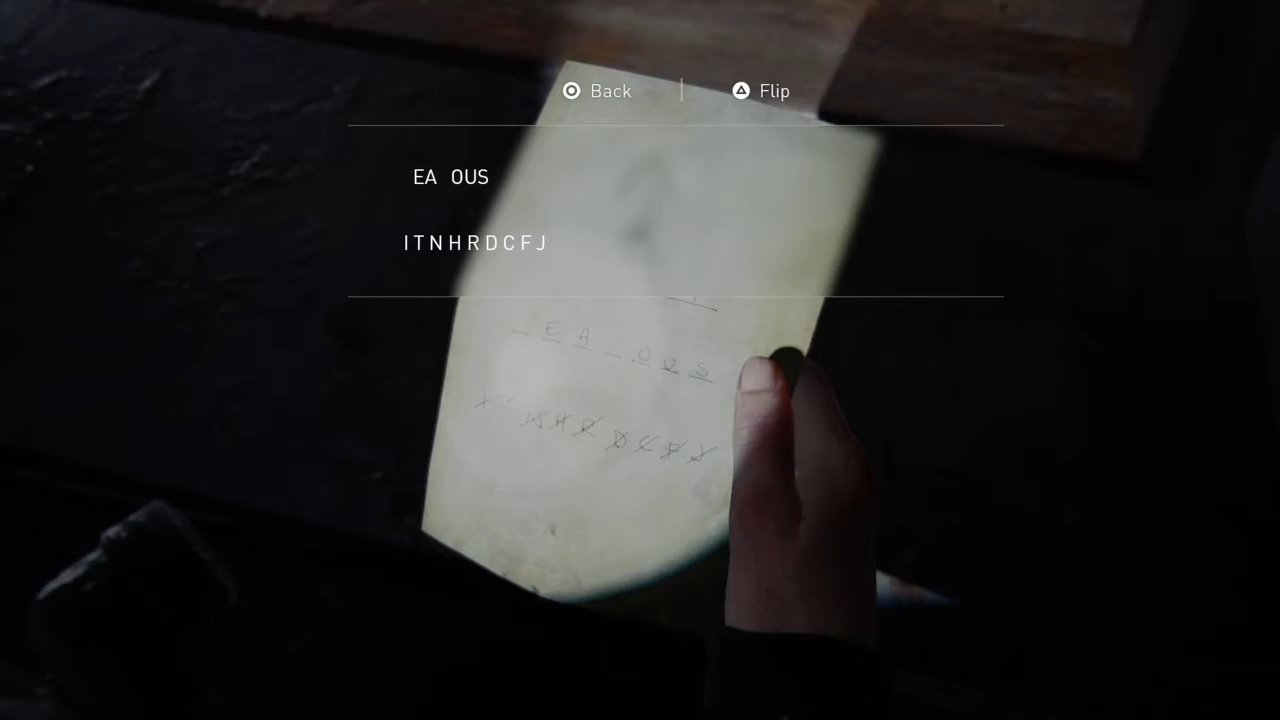 Back Flip
EA OUS
ITNHRDCFJ
_ E A _ O U S
N H R D C F J